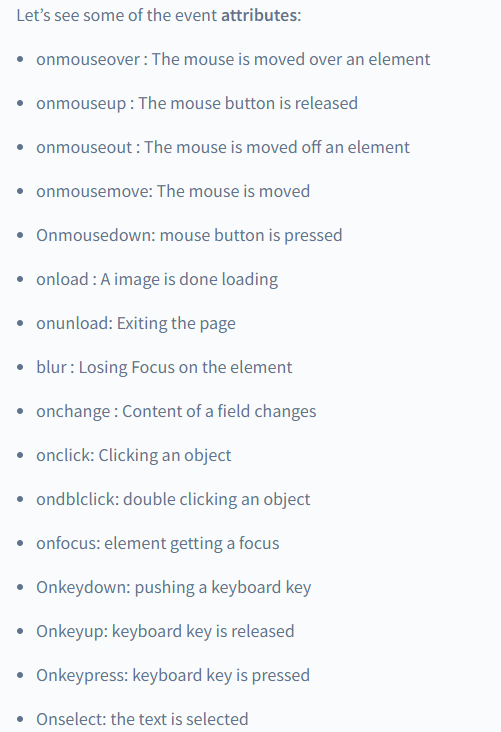 Let's see some of the event attributes:
• onmouseover : The mouse is moved over an element
• onmouseup : The mouse button is released
• onmouseout : The mouse is moved off an element
• onmousemove: The mouse is moved
• Onmousedown: mouse button is pressed
• onload : A image is done loading
• onunload: Exiting the page
• blur : Losing Focus on the element
• onchange : Content of a field changes
• onclick: Clicking an object
• ondblclick: double clicking an object
• onfocus: element getting a focus
• Onkeydown: pushing a keyboard key
• Onkeyup: keyboard key is released
• Onkeypress: keyboard key is pressed
• Onselect: the text is selected